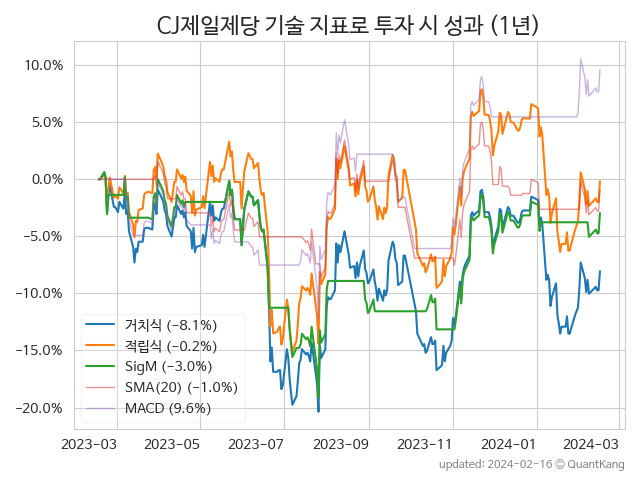 CJ제일제당 기술 지표로 투자 시 성과 (1년)
10.0%
5.0%
0.0%
−5.0%
−10.0%
−15.0%
−20.0%
거치식 (−8.1%)
적립식 (−0.2%)
SigM (−3.0%)
SMA(20) (−1.0%)
MACD (9.6%)
2023-03 2023-05 2023-07 2023-09 2023-11 2024-01 2024-03
updated: 2024-02-16 © QuantKang